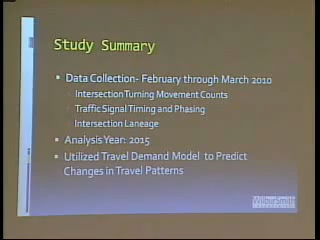 Study Summary
Data Collection- February through March 2010
Intersection Turning Movement Counts
Traffic Signal Timing and Phasing
Intersection Laneage
Analysis Year: 2015
Utilized Travel Demand Model to Predict
Changes in Travel Patterns
WilburSmith